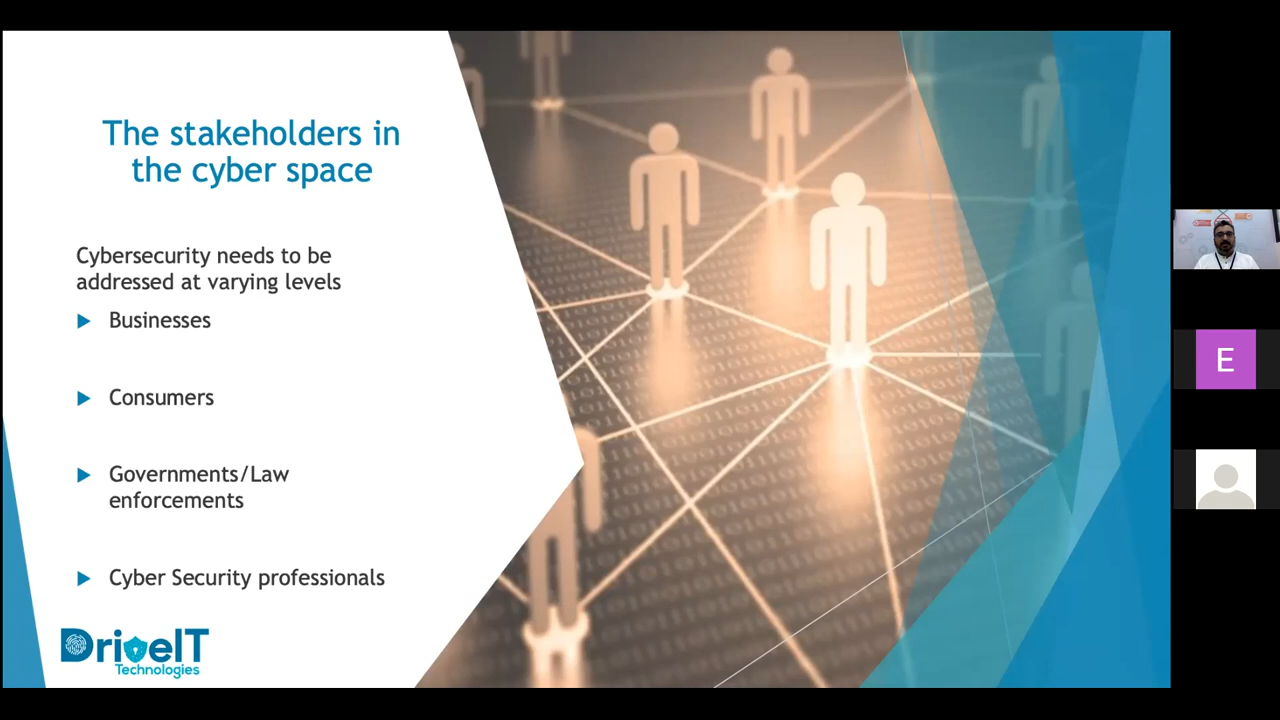 The stakeholders in
the cyber space
Cybersecurity needs to be
addressed at varying levels
Businesses
Consumers
Governments/Law
enforcements
Cyber Security professionals
DriveIT
Technologies
E